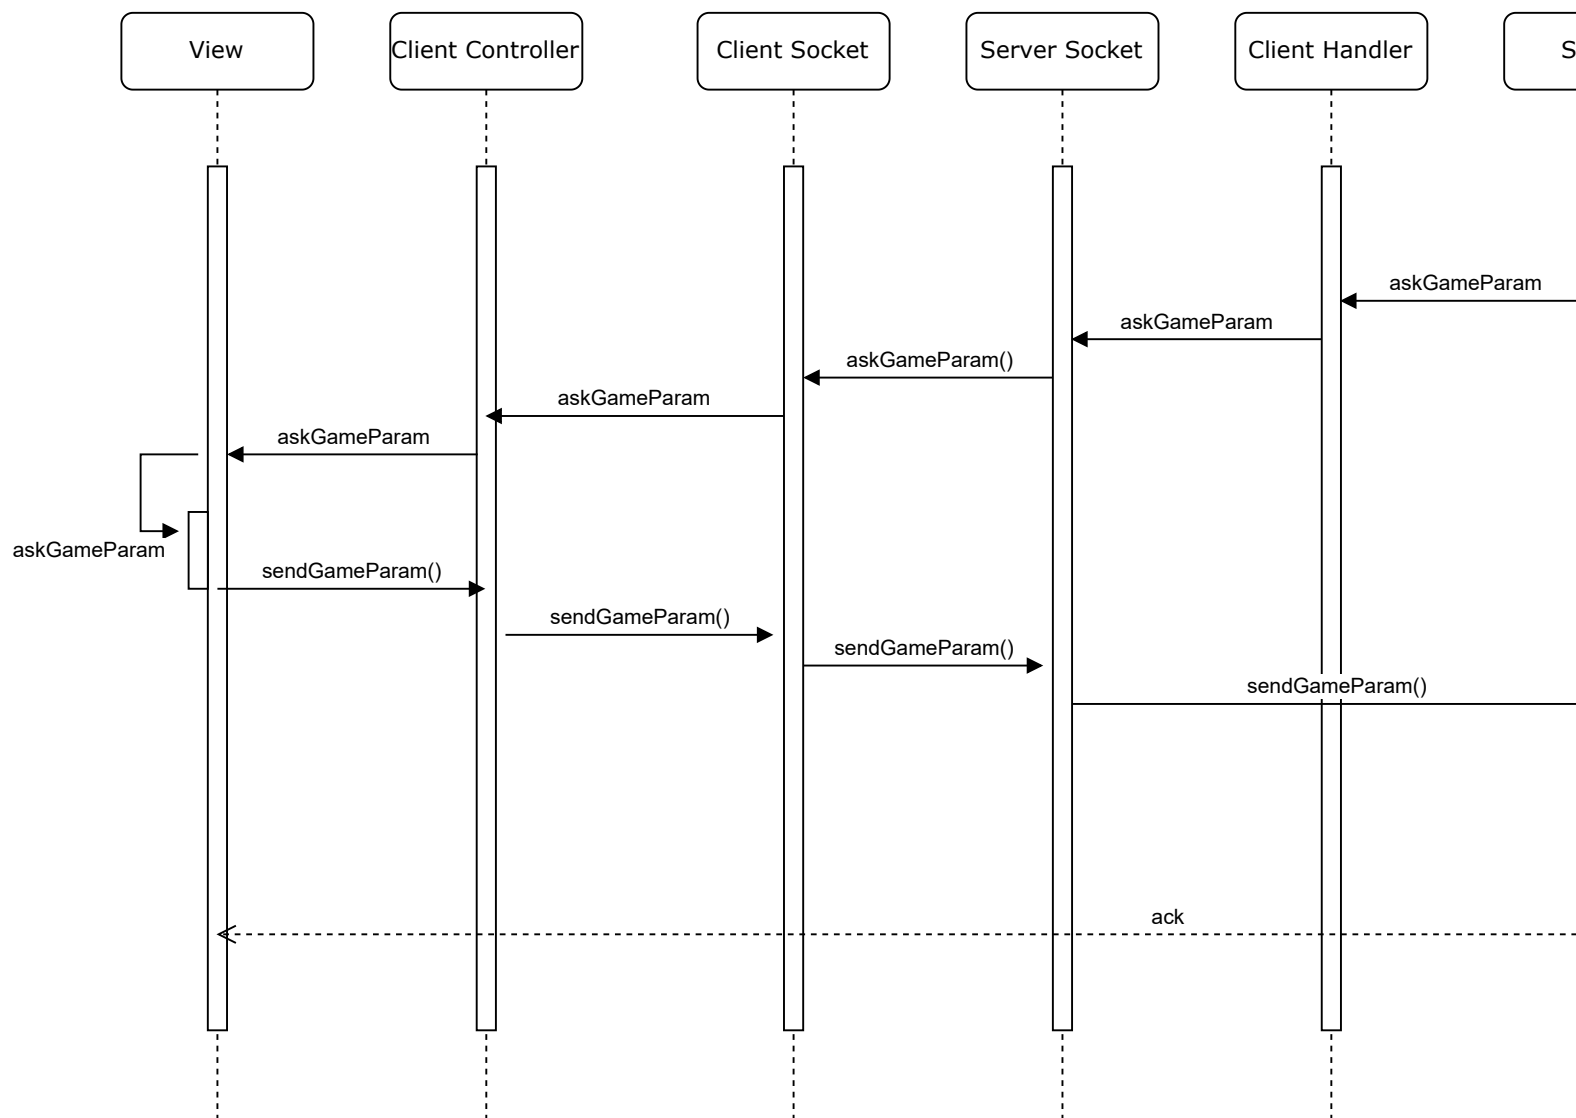 View
Client Controller
Client Socket
Server Socket
Client Handler
S
askGameParam
askGameParam
askGameParam()
askGameParam
askGameParam
askGameParam
sendGameParam()
sendGameParam()
sendGameParam()
sendGameParam()
ack